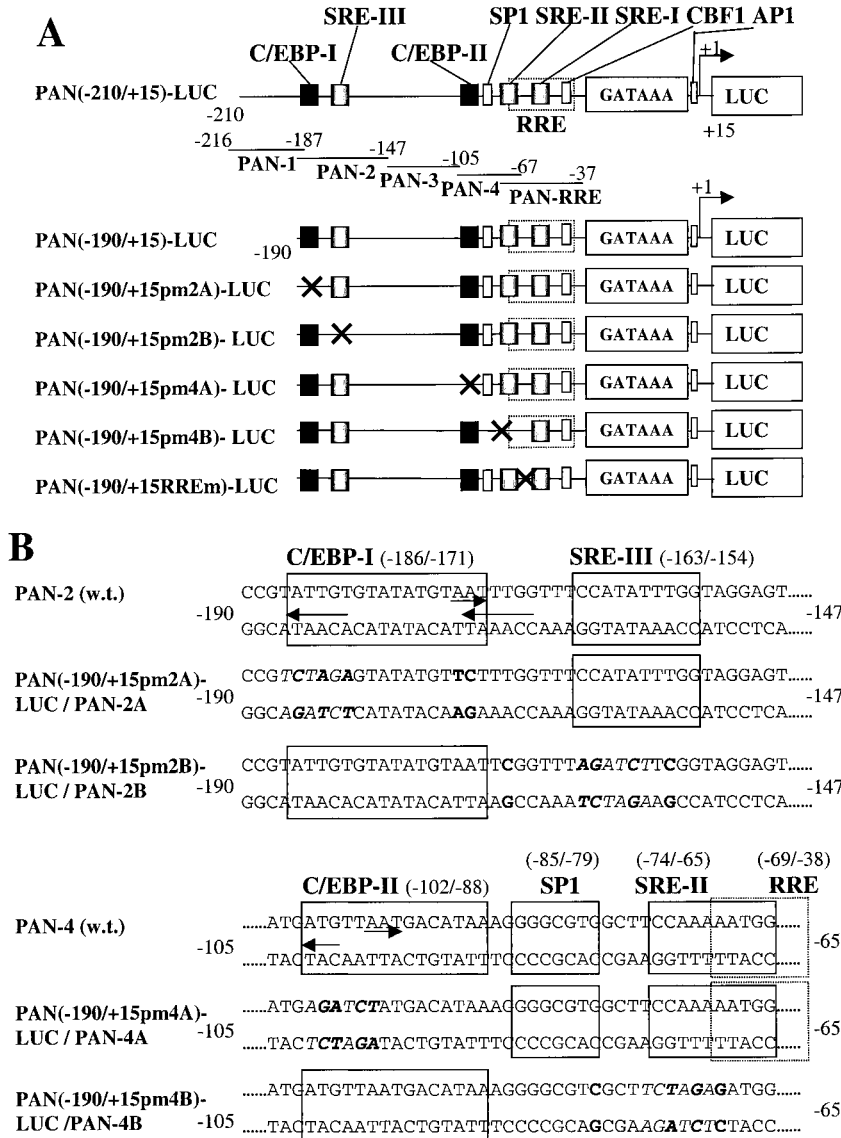 A
SRE-III
SP1 SRE-II SRE-I CBF1 AP1
C/EBP-I
C/EBP-II
+1
PAN(-210/+15)-LUC
GATAAA
LUC
-210
RRE
+15
-216
-187
-147
-105
-67
-37
PAN-1
PAN-2
PAN-3
PAN-4
PAN-RRE
+1
PAN(-190/+15)-LUC
-190
GATAAA
LUC
PAN(-190/+15pm2A)-LUC
GATAAA
LUC
PAN(-190/+15pm2B)- LUC
GATAAA
LUC
PAN(-190/+15pm4A)- LUC
GATAAA
LUC
PAN(-190/+15pm4B)- LUC
GATAAA
LUC
PAN(-190/+15RREm)-LUC
GATAAA
LUC
B
C/EBP-I (-186/-171)
SRE-III (-163/-154)
PAN-2 (w.t.)
CCGTATTGTGTATATGTAATTTGGTTTCCATATTTGGTAGGAGT......
-190
-147
GGCATAACACATATACATTAAACCAAAGGTATAAACCATCCTCA......
PAN(-190/+15pm2A)-
LUC / PAN-2A
CCGTCTAGAGTATATGTTCTTTGGTTTCCATATTTGGTAGGAGT......
-190
-147
GGCAGATCTCATATACAAGAAACCAAAGGTATAAACCATCCTCA......
PAN(-190/+15pm2B)-
LUC / PAN-2B
CCGTATTGTGTATATGTAATTCGGTTTAGATCTTCGGTAGGAGT......
-190
-147
GGCATAACACATATACATTAAGCCAAATCTAGAAGCCATCCTCA......
C/EBP-II (-102/-88)
(-85/-79)
SP1
(-74/-65)
SRE-II
(-69/-38)
RRE
PAN-4 (w.t.)
......ATGATGTTAATGACATAAAGGGGCGTGGCTTCCAAAAATGG......
-105
-65
......TACTACAATTACTGTATTTCCCCGCACCGAAGGTTTTTACC......
PAN(-190/+15pm4A)-
LUC / PAN-4A
......ATGAGATCTATGACATAAAGGGGCGTGGCTTCCAAAAATGG......
-105
-65
......TACTCTAGATACTGTATTTCCCCGCACCGAAGGTTTTTACC......
PAN(-190/+15pm4B)-
LUC /PAN-4B
......ATGATGTTAATGACATAAAGGGGCGTCGCTTCTAGAGATGG......
-105
-65
......TACTACAATTACTGTATTTCCCCGCAGCGAAGATCTCTACC......